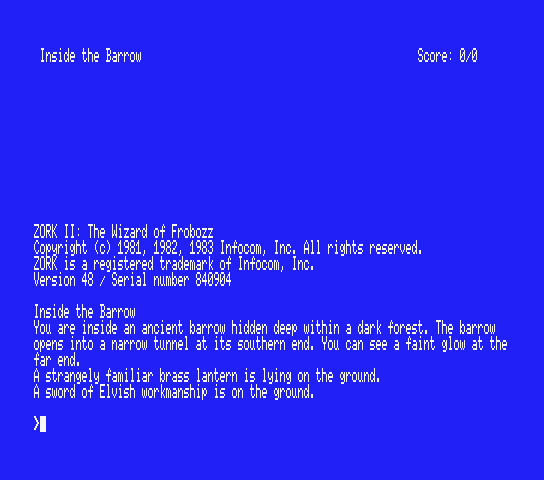 Inside the Barrow Score: 0/0
ZORK II: The Wizard of Frobozz
Copyright (c) 1981, 1982, 1983 Infocom, Inc. All rights reserved.
ZORK is a registered trademark of Infocom, Inc.
Version 48 / Serial number 840904
Inside the Barrow
You are inside an ancient barrow hidden deep within a dark forest. The barrow
opens into a narrow tunnel at its southern end. You can see a faint glow at the
far end.
A strangely familiar brass lantern is lying on the ground.
A sword of Elvish workmanship is on the ground.
>